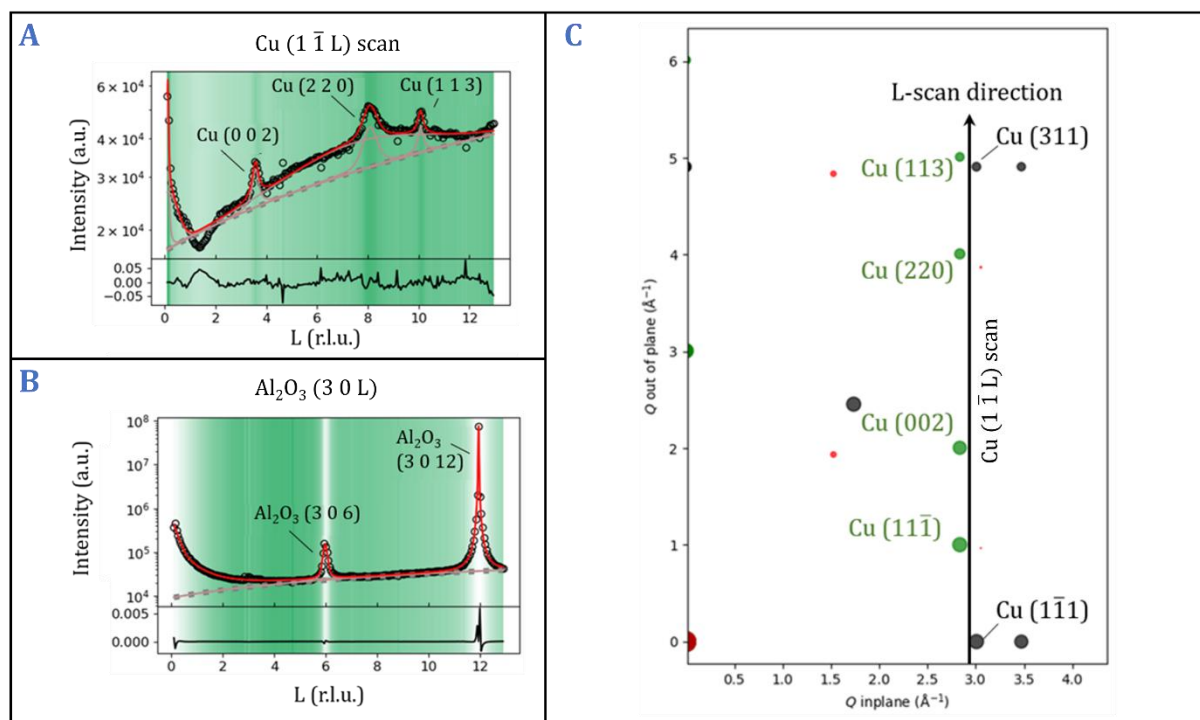 A
Cu (1 1̅ L) scan
6 × 10⁴
4 × 10⁴
3 × 10⁴
2 × 10⁴
Intensity (a.u.)
Cu (0 0 2)
Cu (2 2 0)
Cu (1 1 3)
0.05
0.00
−0.05
0 2 4 6 8 10 12
L (r.l.u.)
B
Al₂O₃ (3 0 L)
10⁸
10⁷
10⁶
10⁵
10⁴
Intensity (a.u.)
Al₂O₃
(3 0 12)
Al₂O₃ (3 0 6)
0.005
0.000
0 2 4 6 8 10 12
L (r.l.u.)
C
6
5
4
3
2
1
0
Q out of plane (Å⁻¹)
L-scan direction
Cu (311)
Cu (113)
Cu (220)
Cu (002)
Cu (1 1̅ L) scan
Cu (111̅)
Cu (11̅1)
0.5 1.0 1.5 2.0 2.5 3.0 3.5 4.0
Q inplane (Å⁻¹)